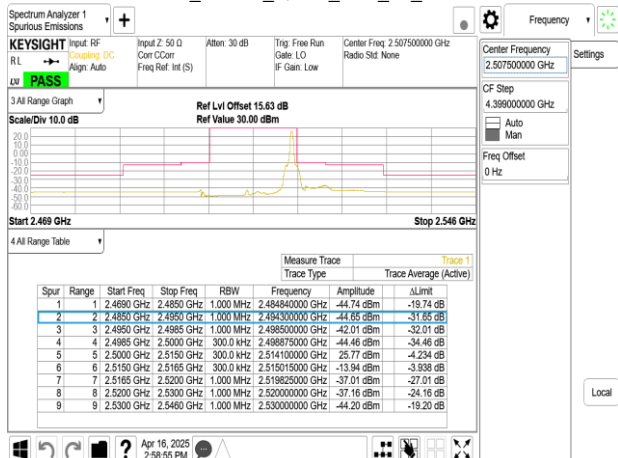 Spectrum Analyzer 1
Spurious Emissions
Frequency
KEYSIGHT Input: RF Input Z: 50 Ω Atten: 30 dB Trig: Free Run Center Freq: 2.507500000 GHz
RL Coupling: DC Corr CCorr Gate: LO Radio Std: None
Align: Auto Freq Ref: Int (S) IF Gain: Low
LXI PASS
Center Frequency
2.507500000 GHz
Settings
CF Step
4.399000000 GHz
Auto
Man
Freq Offset
0 Hz
3 All Range Graph
Ref Lvl Offset 15.63 dB
Scale/Div 10.0 dB Ref Value 30.00 dBm
20.0
10.0
0.00
-10.0
-20.0
-30.0
-40.0
-50.0
-60.0
Start 2.469 GHz Stop 2.546 GHz
4 All Range Table
Measure Trace Trace 1
Trace Type Trace Average (Active)
Spur Range Start Freq Stop Freq RBW Frequency Amplitude ΔLimit
1 1 2.4690 GHz 2.4850 GHz 1.000 MHz 2.484840000 GHz -44.74 dBm -19.74 dB
2 2 2.4850 GHz 2.4950 GHz 1.000 MHz 2.494300000 GHz -44.65 dBm -31.65 dB
3 3 2.4950 GHz 2.4985 GHz 1.000 MHz 2.498500000 GHz -42.01 dBm -32.01 dB
4 4 2.4985 GHz 2.5000 GHz 300.0 kHz 2.498875000 GHz -44.46 dBm -34.46 dB
5 5 2.5000 GHz 2.5150 GHz 300.0 kHz 2.514100000 GHz 25.77 dBm -4.234 dB
6 6 2.5150 GHz 2.5165 GHz 300.0 kHz 2.515015000 GHz -13.94 dBm -3.938 dB
7 7 2.5165 GHz 2.5200 GHz 1.000 MHz 2.519825000 GHz -37.01 dBm -27.01 dB
8 8 2.5200 GHz 2.5300 GHz 1.000 MHz 2.520000000 GHz -37.16 dBm -24.16 dB
9 9 2.5300 GHz 2.5460 GHz 1.000 MHz 2.530000000 GHz -44.20 dBm -19.20 dB
Local
Apr 16, 2025
2:58:55 PM